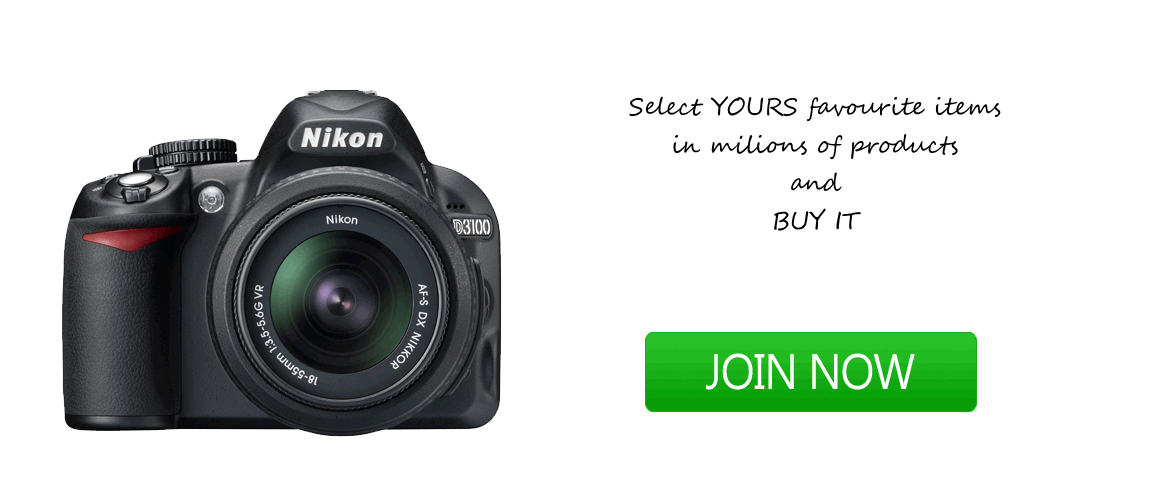 Nikon
D3100
Nikon
AF-S DX NIKKOR
18-55mm 1:3.5-5.6G VR
Select YOURS favourite items
in milions of products
and
BUY IT
JOIN NOW